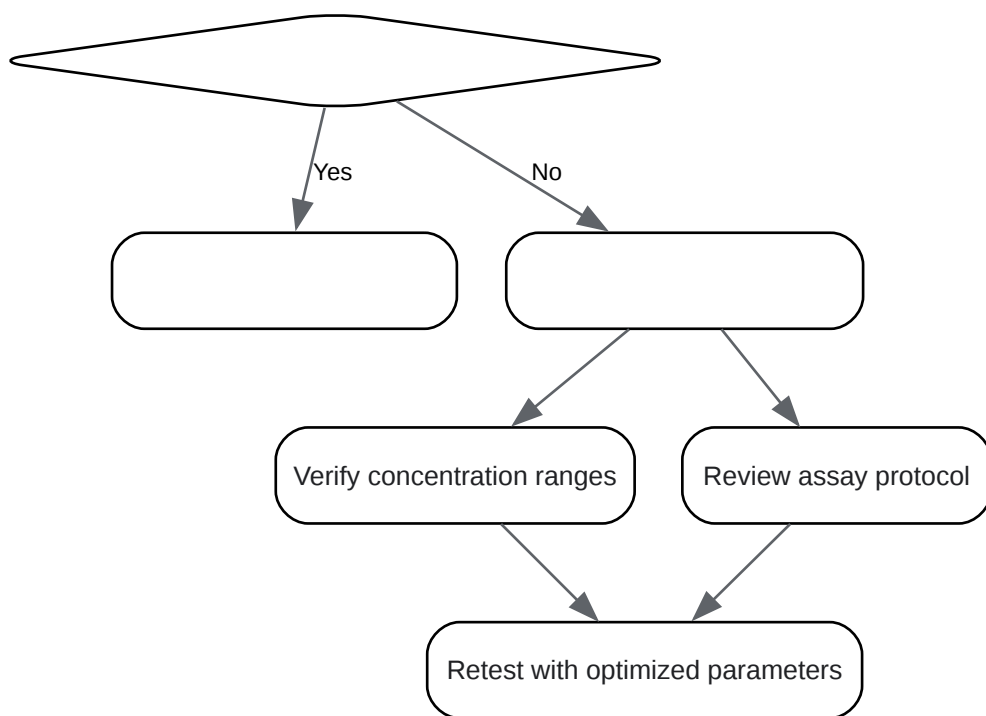 Yes
No
Verify concentration ranges
Review assay protocol
Retest with optimized parameters